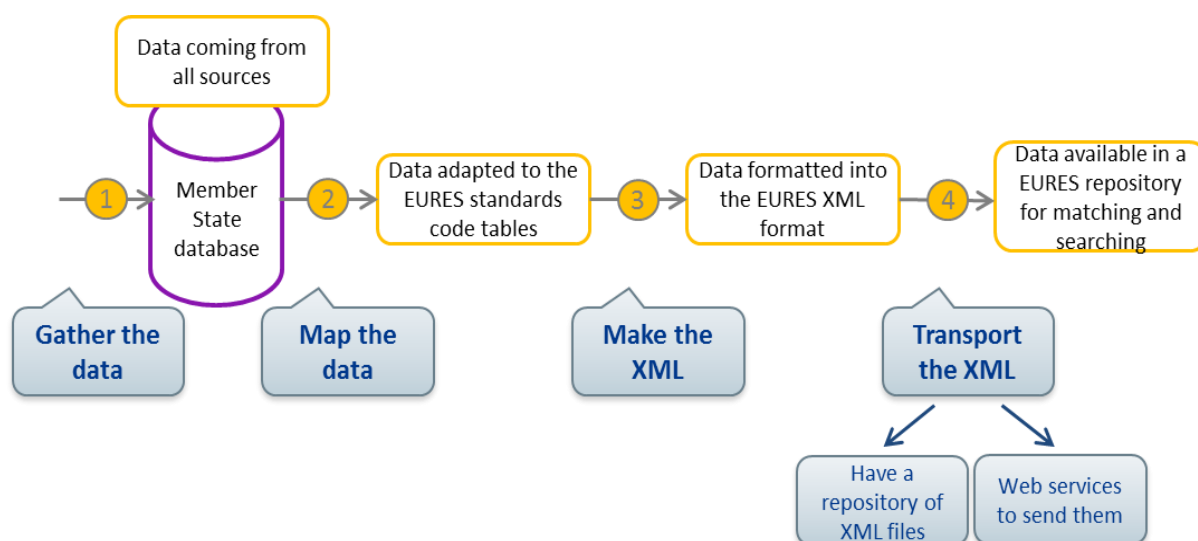 Data coming from
all sources
1
Member
State
database
2
Data adapted to the
EURES standards
code tables
3
Data formatted into
the EURES XML
format
4
Data available in a
EURES repository
for matching and
searching
Gather the
data
Map the
data
Make the
XML
Transport
the XML
Have a
repository of
XML files
Web services
to send them